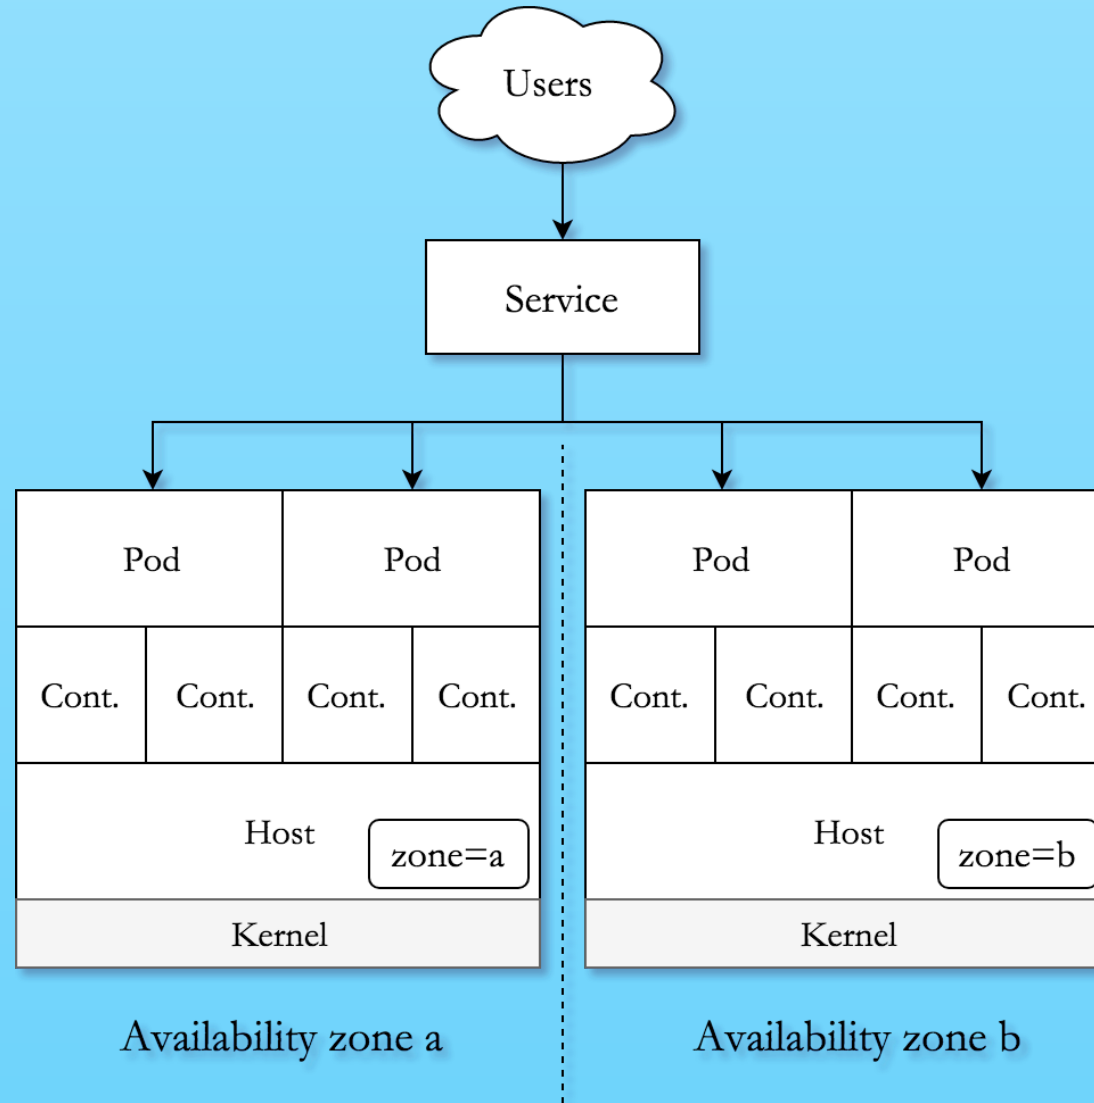 Users
Service
Pod Pod Pod Pod
Cont. Cont. Cont. Cont. Cont. Cont. Cont. Cont.
Host Host
zone=a zone=b
Kernel Kernel
Availability zone a Availability zone b